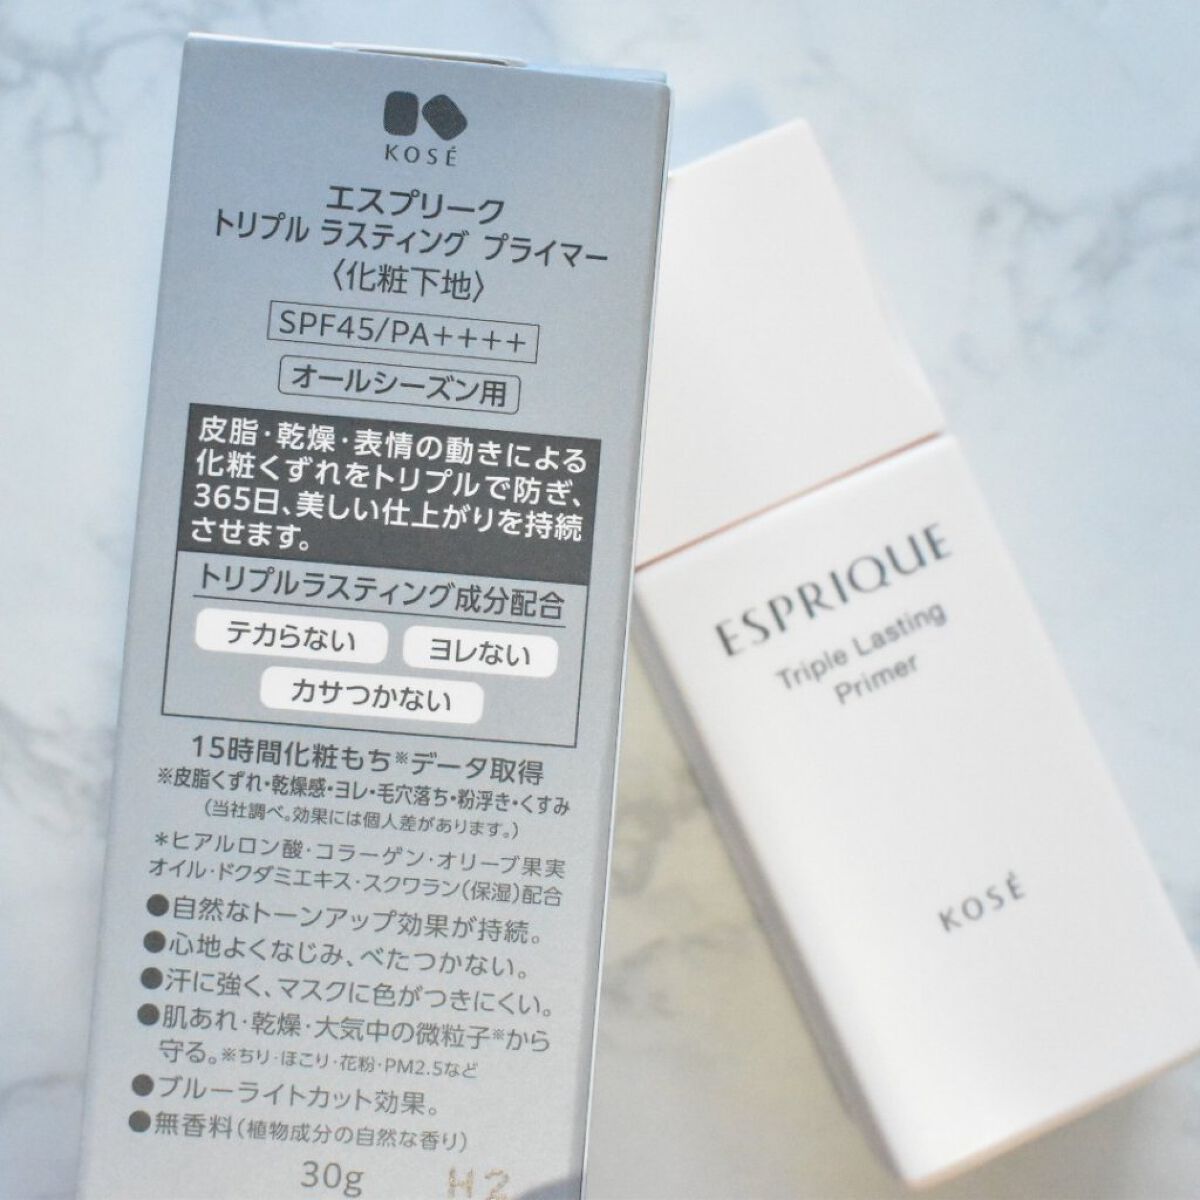 KOSÉ
エスプリーク
トリプル ラスティング プライマー
〈化粧下地〉
SPF45/PA++++
オールシーズン用
皮脂・乾燥・表情の動きによる
化粧くずれをトリプルで防ぎ、
365日、美しい仕上がりを持続
させます。
トリプルラスティング成分配合
テカらない ヨレない
カサつかない
15時間化粧もち※データ取得
※皮脂くずれ・乾燥感・ヨレ・毛穴落ち・粉浮き・くすみ
(当社調べ。効果には個人差があります。)
*ヒアルロン酸・コラーゲン・オリーブ果実
オイル・ドクダミエキス・スクワラン(保湿)配合
●自然なトーンアップ効果が持続。
●心地よくなじみ、べたつかない。
●汗に強く、マスクに色がつきにくい。
●肌あれ・乾燥・大気中の微粒子※から
守る。※ちり・ほこり・花粉・PM2.5など
●ブルーライトカット効果。
●無香料(植物成分の自然な香り)
30g
H2
ESPRIQUE
Triple Lasting
Primer
KOSÉ